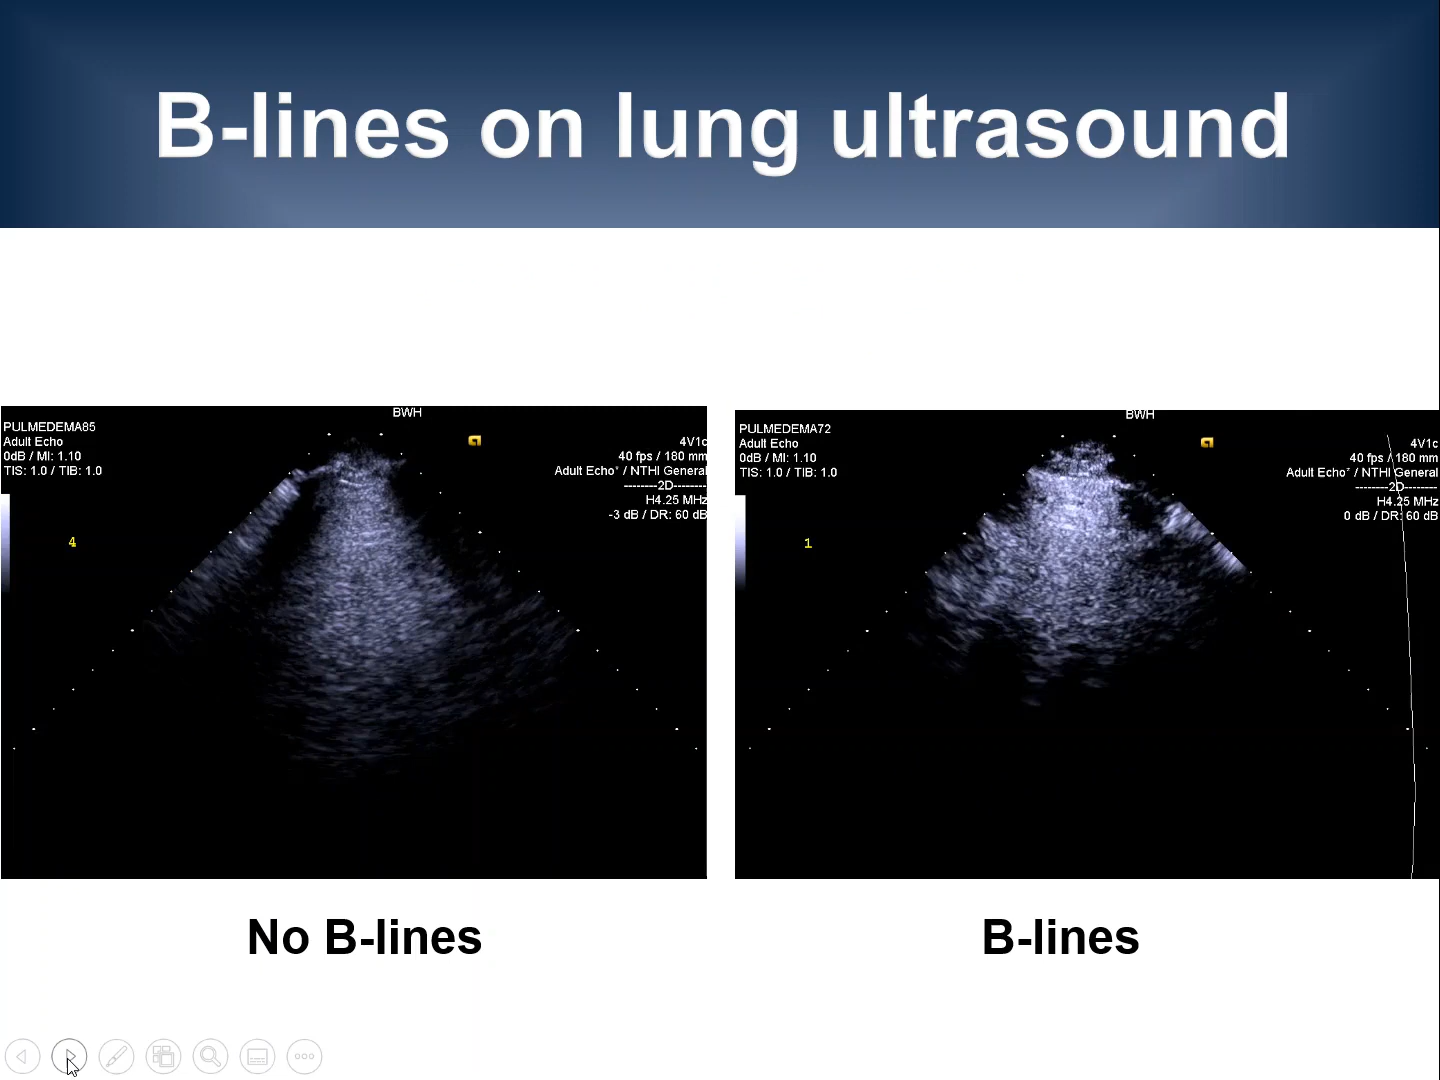 B-lines on lung ultrasound
BWH
PULMEDEMA85
Adult Echo
0dB / MI: 1.10
TIS: 1.0 / TIB: 1.0
4
4V1c
40 fps / 180 mm
Adult Echo* / NTHI General
--------2D-------
H4.25 MHz
-3 dB / DR: 60 dB
No B-lines
BWH
PULMEDEMA72
Adult Echo
0dB / MI: 1.10
TIS: 1.0 / TIB: 1.0
1
4V1c
40 fps / 180 mm
Adult Echo* / NTHI General
--------2D--------
H4.25 MHz
0 dB / DR: 60 dB
B-lines